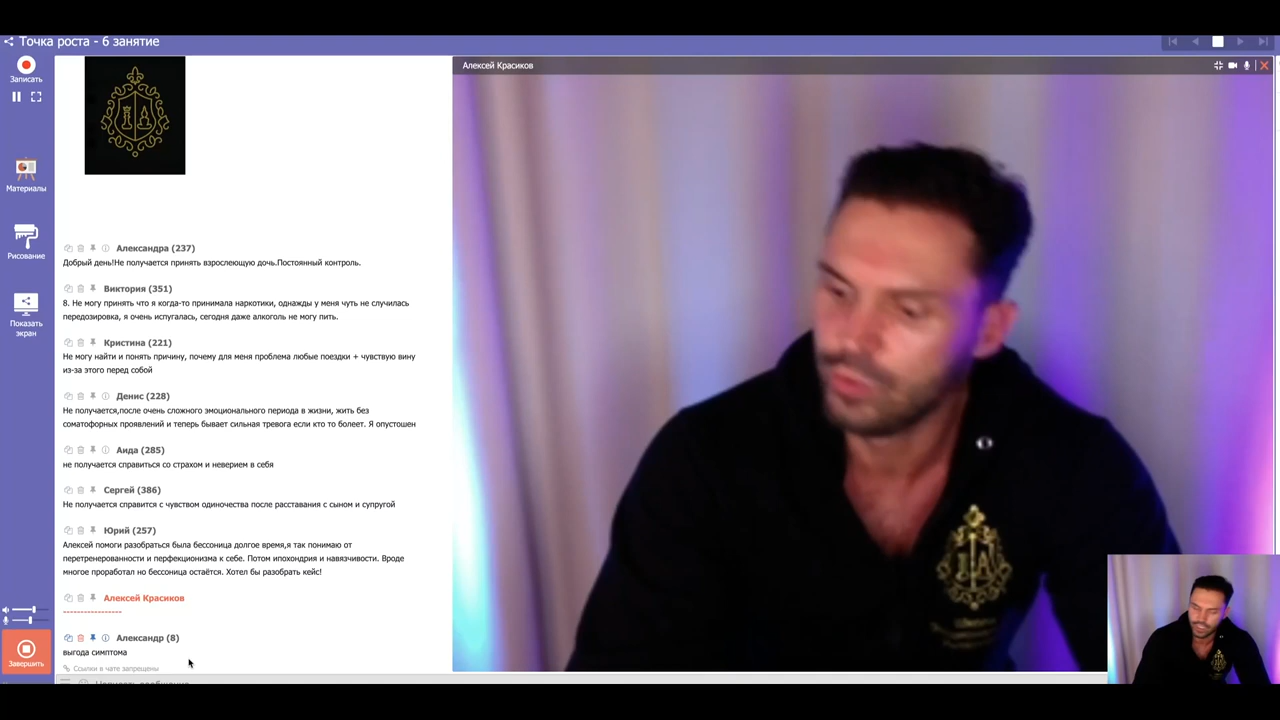 Точка роста - 6 занятие
Записать
Материалы
Рисование
Показать
экран
Завершить
Александра (237)
Добрый день!Не получается принять взрослеющую дочь.Постоянный контроль.
Виктория (351)
8. Не могу принять что я когда-то принимала наркотики, однажды у меня чуть не случилась
передозировка, я очень испугалась, сегодня даже алкоголь не могу пить.
Кристина (221)
Не могу найти и понять причину, почему для меня проблема любые поездки + чувствую вину
из-за этого перед собой
Денис (228)
Не получается,после очень сложного эмоционального периода в жизни, жить без
соматофорных проявлений и теперь бывает сильная тревога если кто то болеет. Я опустошен
Аида (285)
не получается справиться со страхом и неверием в себя
Сергей (386)
Не получается справится с чувством одиночества после расставания с сыном и супругой
Юрий (257)
Алексей помоги разобраться была бессоница долгое время,я так понимаю от
перетренерованности и перфекционизма к себе. Потом ипохондрия и навязчивости. Вроде
многое проработал но бессоница остаётся. Хотел бы разобрать кейс!
Алексей Красиков
-----------------
Александр (8)
выгода симптома
Ссылки в чате запрещены
Алексей Красиков